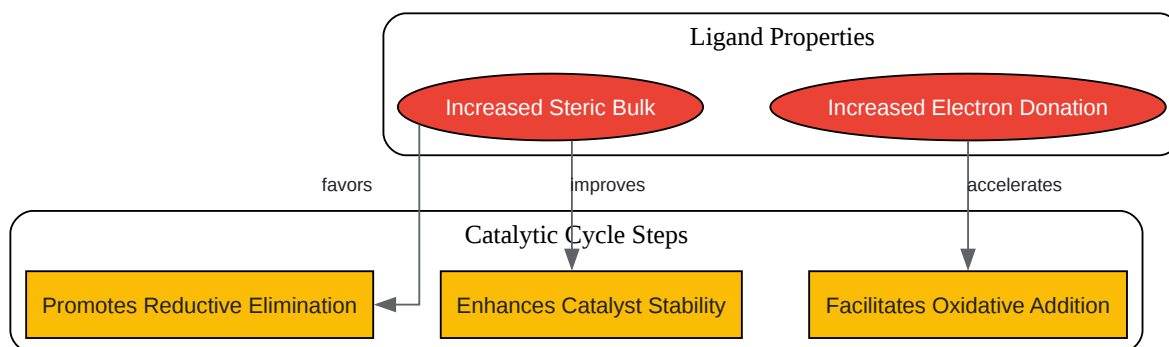 Ligand Properties
Increased Steric Bulk
Increased Electron Donation
favors
improves
accelerates
Catalytic Cycle Steps
Promotes Reductive Elimination
Enhances Catalyst Stability
Facilitates Oxidative Addition